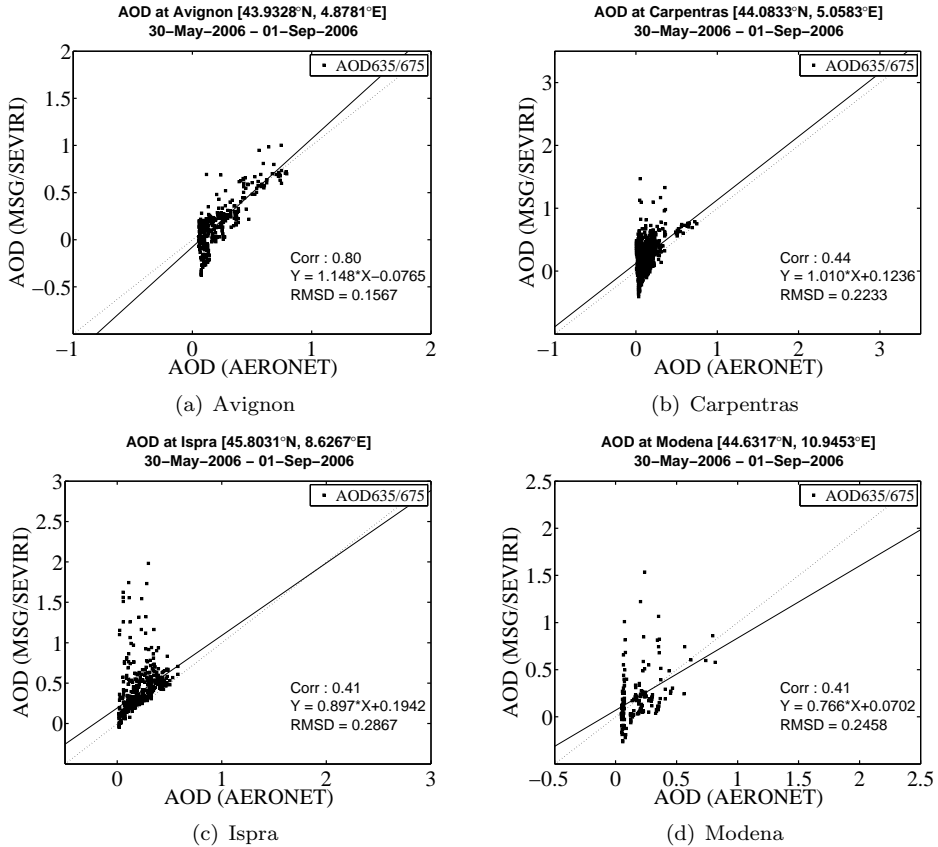 AOD at Avignon [43.9328°N, 4.8781°E]
30−May−2006 − 01−Sep−2006
AOD (MSG/SEVIRI)
2
1
0.5
0
−0.5
−1
0
1
2
AOD635/675
Corr : 0.80
Y = 1.148*X−0.0765
RMSD = 0.1567
AOD (AERONET)
(a) Avignon
AOD at Carpentras [44.0833°N, 5.0583°E]
30−May−2006 − 01−Sep−2006
AOD (MSG/SEVIRI)
3
2
1
0
−1
0
1
2
3
AOD635/675
Corr : 0.44
Y = 1.010*X+0.1236
RMSD = 0.2233
AOD (AERONET)
(b) Carpentras
AOD at Ispra [45.8031°N, 8.6267°E]
30−May−2006 − 01−Sep−2006
AOD (MSG/SEVIRI)
3
2
1.5
1
0.5
0
0
1
2
3
AOD635/675
Corr : 0.41
Y = 0.897*X+0.1942
RMSD = 0.2867
AOD (AERONET)
(c) Ispra
AOD at Modena [44.6317°N, 10.9453°E]
30−May−2006 − 01−Sep−2006
AOD (MSG/SEVIRI)
2.5
2
1.5
1
0.5
0
−0.5
0
0.5
1
1.5
2
2.5
AOD635/675
Corr : 0.41
Y = 0.766*X+0.0702
RMSD = 0.2458
AOD (AERONET)
(d) Modena